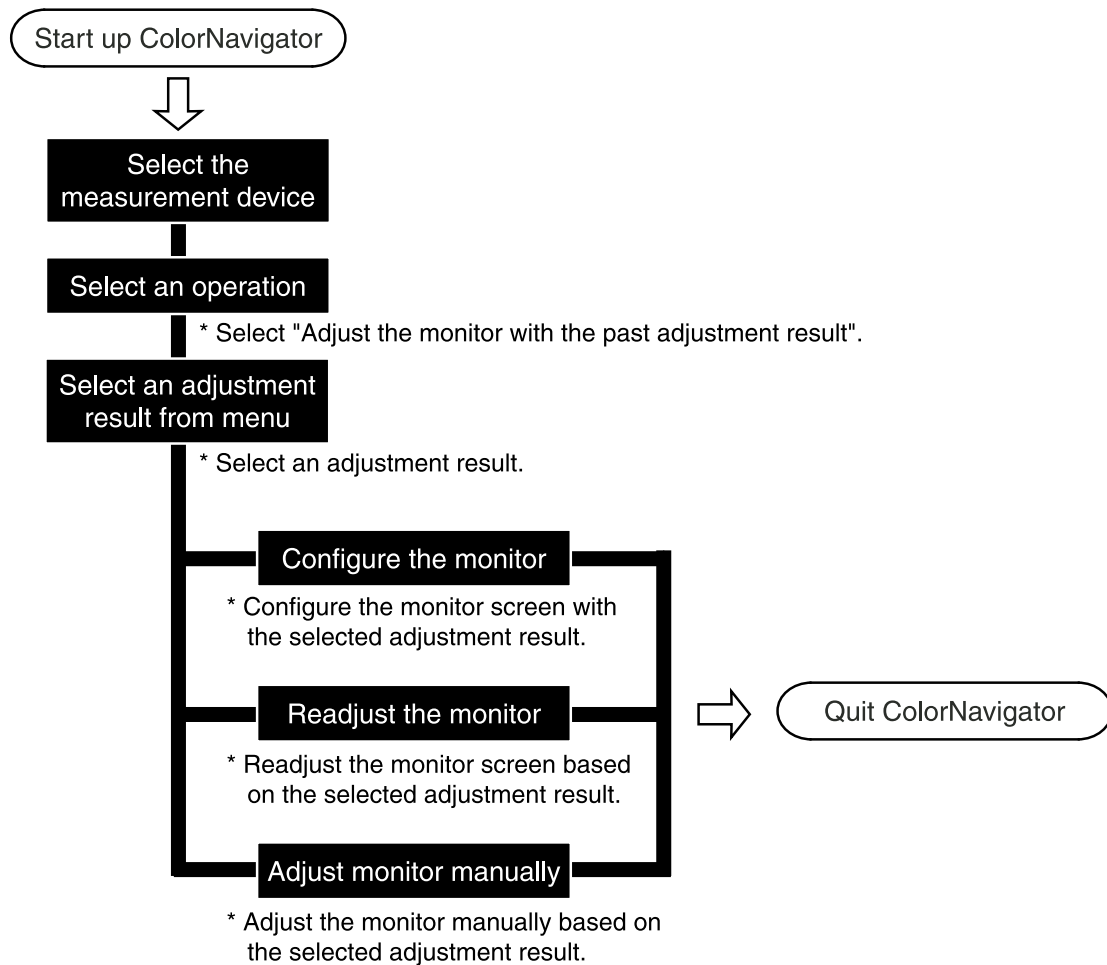 Start up ColorNavigator
Select the
measurement device
Select an operation
* Select "Adjust the monitor with the past adjustment result".
Select an adjustment
result from menu
* Select an adjustment result.
Configure the monitor
* Configure the monitor screen with
the selected adjustment result.
Readjust the monitor
* Readjust the monitor screen based
on the selected adjustment result.
Adjust monitor manually
* Adjust the monitor manually based on
the selected adjustment result.
Quit ColorNavigator